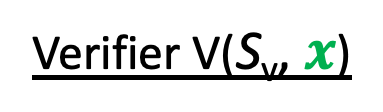 Verifier V(Sᵥ, x)